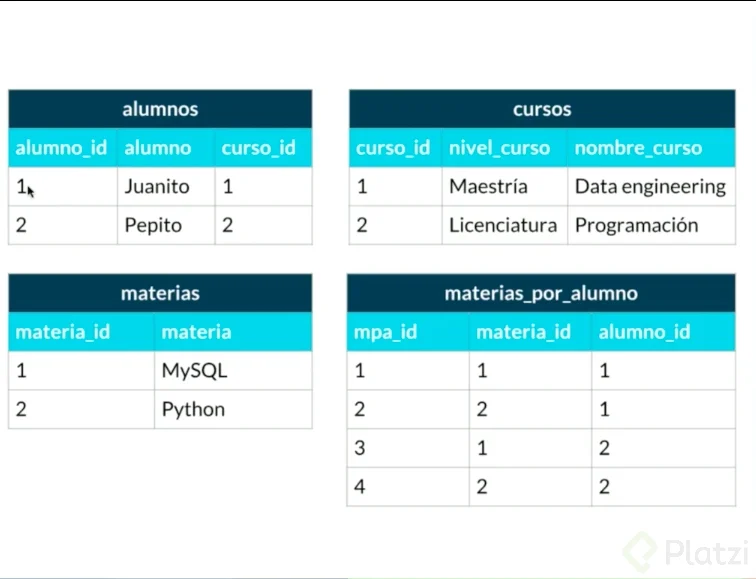 alumnos
alumno_id alumno curso_id
1 Juanito 1
2 Pepito 2
cursos
curso_id nivel_curso nombre_curso
1 Maestría Data engineering
2 Licenciatura Programación
materias
materia_id materia
1 MySQL
2 Python
materias_por_alumno
mpa_id materia_id alumno_id
1 1 1
2 2 1
3 1 2
4 2 2
Platzi